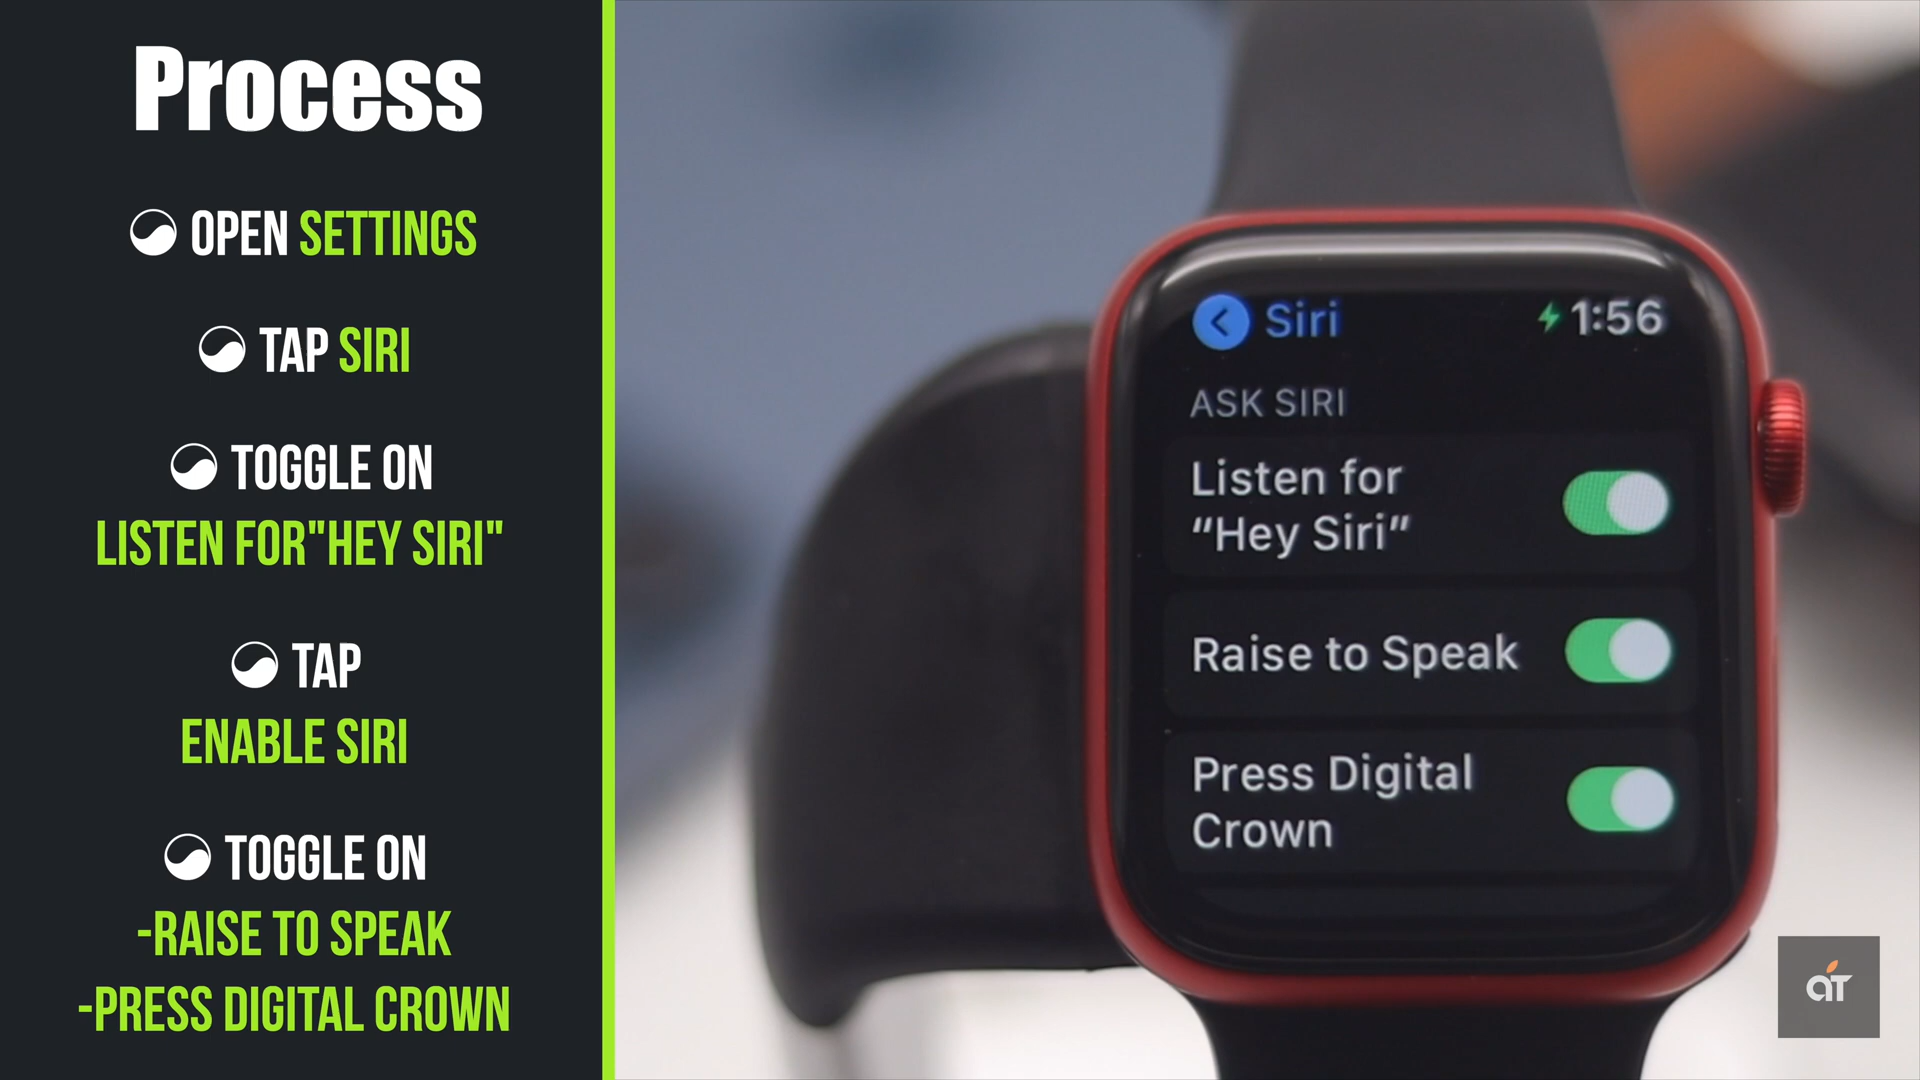 Process
OPEN SETTINGS
TAP SIRI
TOGGLE ON
LISTEN FOR"HEY SIRI"
TAP
ENABLE SIRI
TOGGLE ON
-RAISE TO SPEAK
-PRESS DIGITAL CROWN
Siri
1:56
ASK SIRI
Listen for
“Hey Siri”
Raise to Speak
Press Digital
Crown
aT